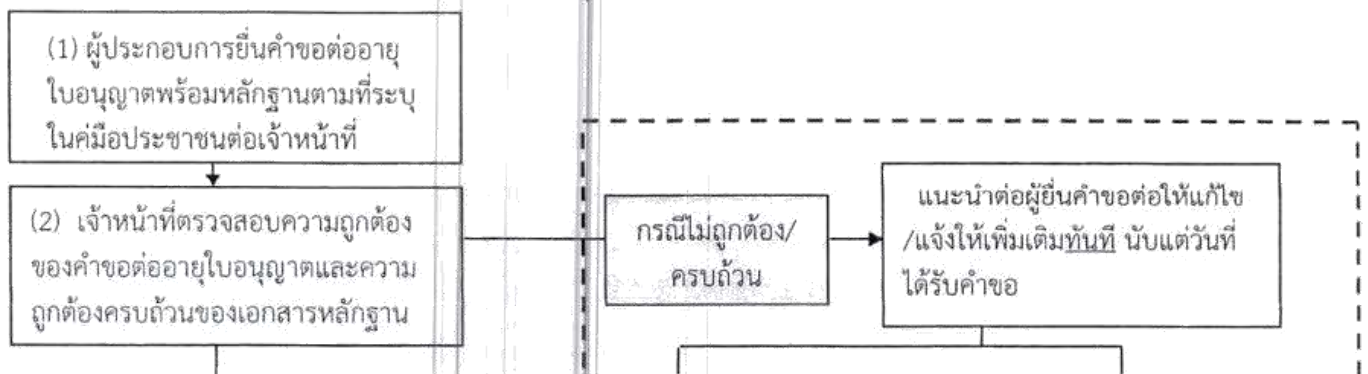 (1) ผู้ประกอบการยื่นคำขอต่ออายุ
ใบอนุญาตพร้อมหลักฐานตามที่ระบุ
ในคู่มือประชาชนต่อเจ้าหน้าที่
(2) เจ้าหน้าที่ตรวจสอบความถูกต้อง
ของคำขอต่ออายุใบอนุญาตและความ
ถูกต้องครบถ้วนของเอกสารหลักฐาน
กรณีไม่ถูกต้อง/
ครบถ้วน
แนะนำต่อผู้ยื่นคำขอต่อให้แก้ไข
/แจ้งให้เพิ่มเติมทันที นับแต่วันที่
ได้รับคำขอ